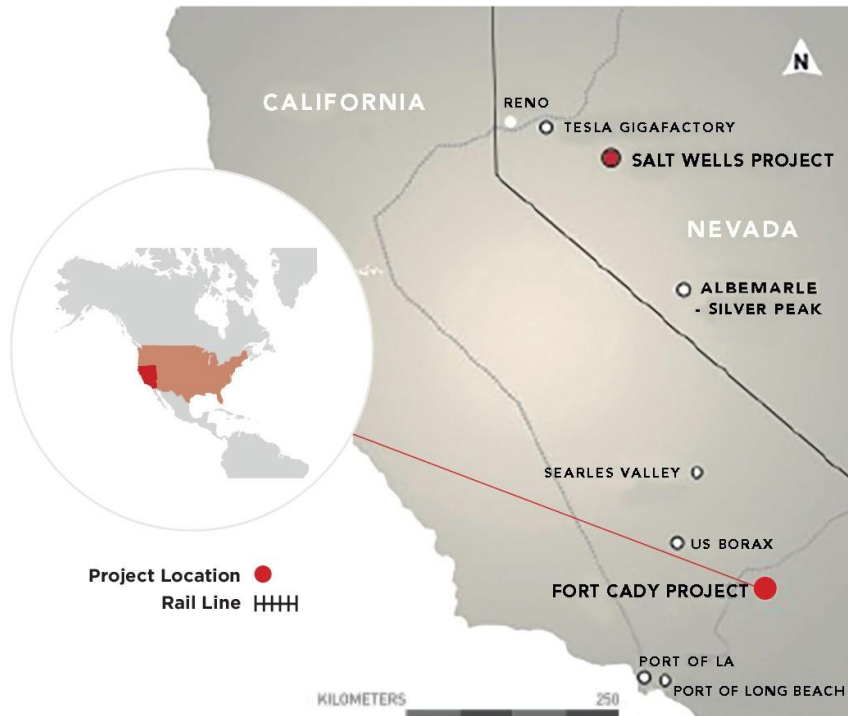 N
CALIFORNIA
RENO
TESLA GIGAFACTORY
SALT WELLS PROJECT
NEVADA
ALBEMARLE
- SILVER PEAK
SEARLES VALLEY
US BORAX
Project Location
FORT CADY PROJECT
Rail Line
PORT OF LA
PORT OF LONG BEACH
KILOMETERS
250